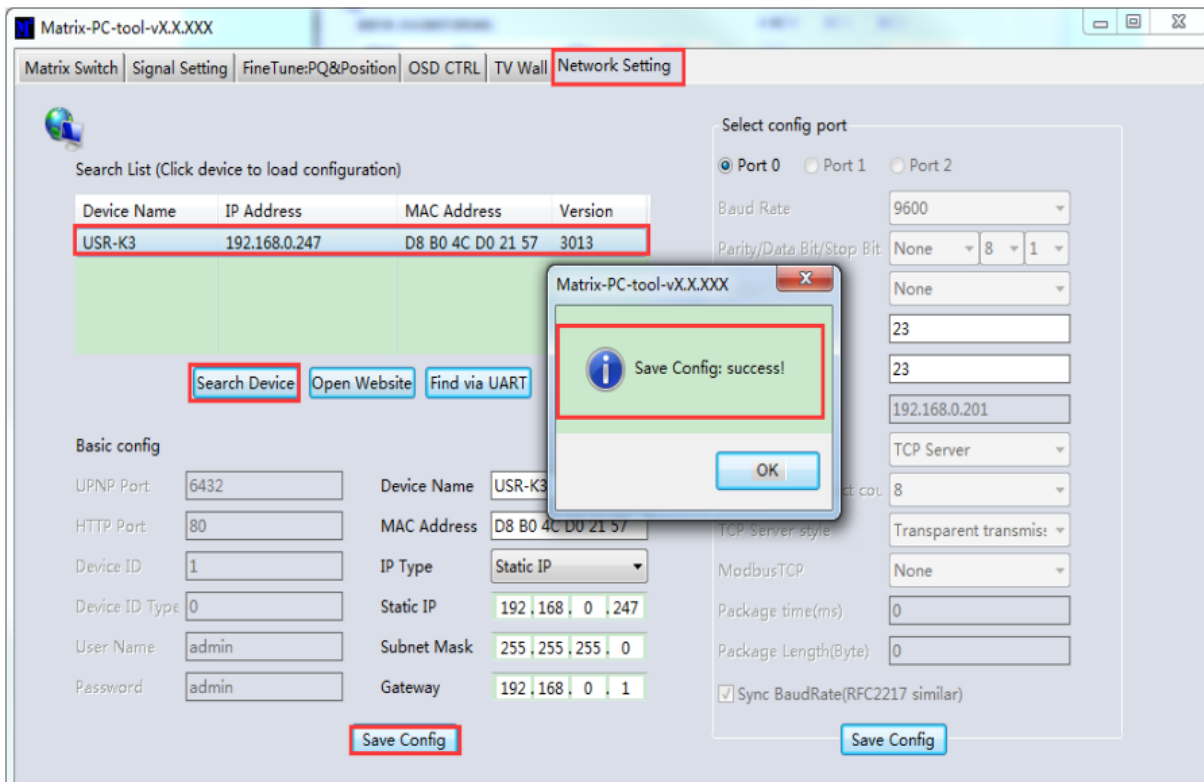 Matrix-PC-tool-vX.X.XXX
Matrix Switch Signal Setting FineTune:PQ&Position OSD CTRL TV Wall Network Setting
Search List (Click device to load configuration)
Device Name IP Address MAC Address Version
USR-K3 192.168.0.247 D8 B0 4C D0 21 57 3013
Search Device Open Website Find via UART
Basic config
UPNP Port 6432
HTTP Port 80
Device ID 1
Device ID Type 0
User Name admin
Password admin
Device Name USR-K3
MAC Address D8 B0 4C D0 21 57
IP Type Static IP
Static IP 192.168.0.247
Subnet Mask 255.255.255.0
Gateway 192.168.0.1
Save Config
Matrix-PC-tool-vX.X.XXX
Save Config: success!
OK
Select config port
Port 0 Port 1 Port 2
Baud Rate 9600
Parity/Data Bit/Stop Bit None 8 1
None
23
23
192.168.0.201
TCP Server
8
TCP Server style Transparent
ModbusTCP None
Package time(ms) 0
Package Length(Byte) 0
Sync BaudRate(RFC2217 similar)
Save Config